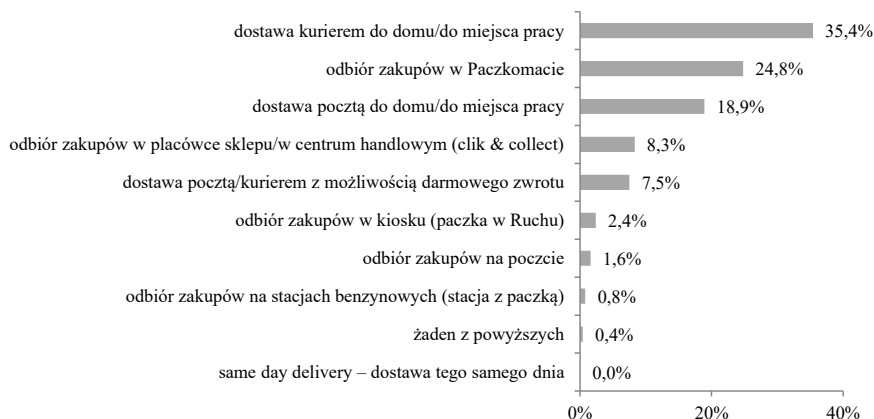 dostawa kurierem do domu/do miejsca pracy 35,4%
odbiór zakupów w Paczkomacie 24,8%
dostawa pocztą do domu/do miejsca pracy 18,9%
odbiór zakupów w placówce sklepu/w centrum handlowym (clik & collect) 8,3%
dostawa pocztą/kurierem z możliwością darmowego zwrotu 7,5%
odbiór zakupów w kiosku (paczka w Ruchu) 2,4%
odbiór zakupów na poczcie 1,6%
odbiór zakupów na stacjach benzynowych (stacja z paczką) 0,8%
żaden z powyższych 0,4%
same day delivery – dostawa tego samego dnia 0,0%
0% 20% 40%